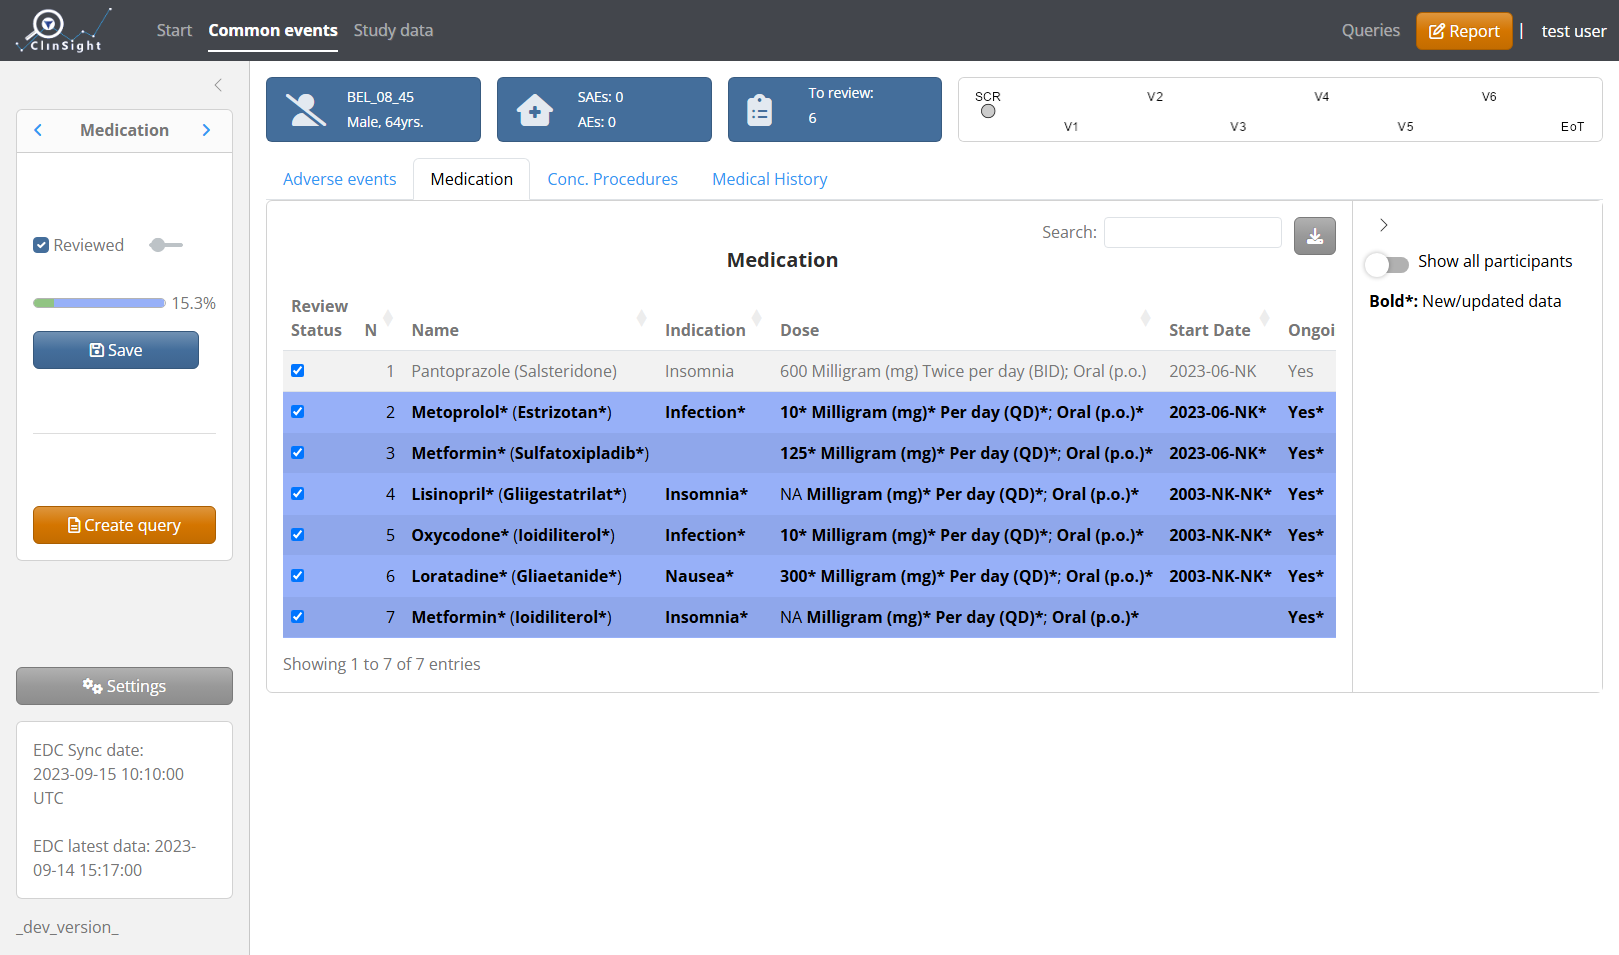 ClinSight
Start
Common events
Study data
Queries
Report
|
test user
Medication
Reviewed
15.3%
Save
Create query
Settings
EDC Sync date:
2023-09-15 10:10:00
UTC
EDC latest data: 2023-
09-14 15:17:00
_dev_version_
BEL_08_45
Male, 64yrs.
SAEs: 0
AEs: 0
To review:
6
SCR
V1
V2
V3
V4
V5
V6
EoT
Adverse events
Medication
Conc. Procedures
Medical History
Search:
Medication
Review
Status N Name Indication Dose Start Date Ongoi
1 Pantoprazole (Salsteridone) Insomnia 600 Milligram (mg) Twice per day (BID); Oral (p.o.) 2023-06-NK Yes
2 Metoprolol* (Estrizotan*) Infection* 10* Milligram (mg)* Per day (QD)*; Oral (p.o.)* 2023-06-NK* Yes*
3 Metformin* (Sulfatoxipladib*) 125* Milligram (mg)* Per day (QD)*; Oral (p.o.)* 2023-06-NK* Yes*
4 Lisinopril* (Gliigestatrilat*) Insomnia* NA Milligram (mg)* Per day (QD)*; Oral (p.o.)* 2003-NK-NK* Yes*
5 Oxycodone* (Ioidiliterol*) Infection* 10* Milligram (mg)* Per day (QD)*; Oral (p.o.)* 2003-NK-NK* Yes*
6 Loratadine* (Gliaetanide*) Nausea* 300* Milligram (mg)* Per day (QD)*; Oral (p.o.)* 2003-NK-NK* Yes*
7 Metformin* (Ioidiliterol*) Insomnia* NA Milligram (mg)* Per day (QD)*; Oral (p.o.)* Yes*
Showing 1 to 7 of 7 entries
Show all participants
Bold*: New/updated data